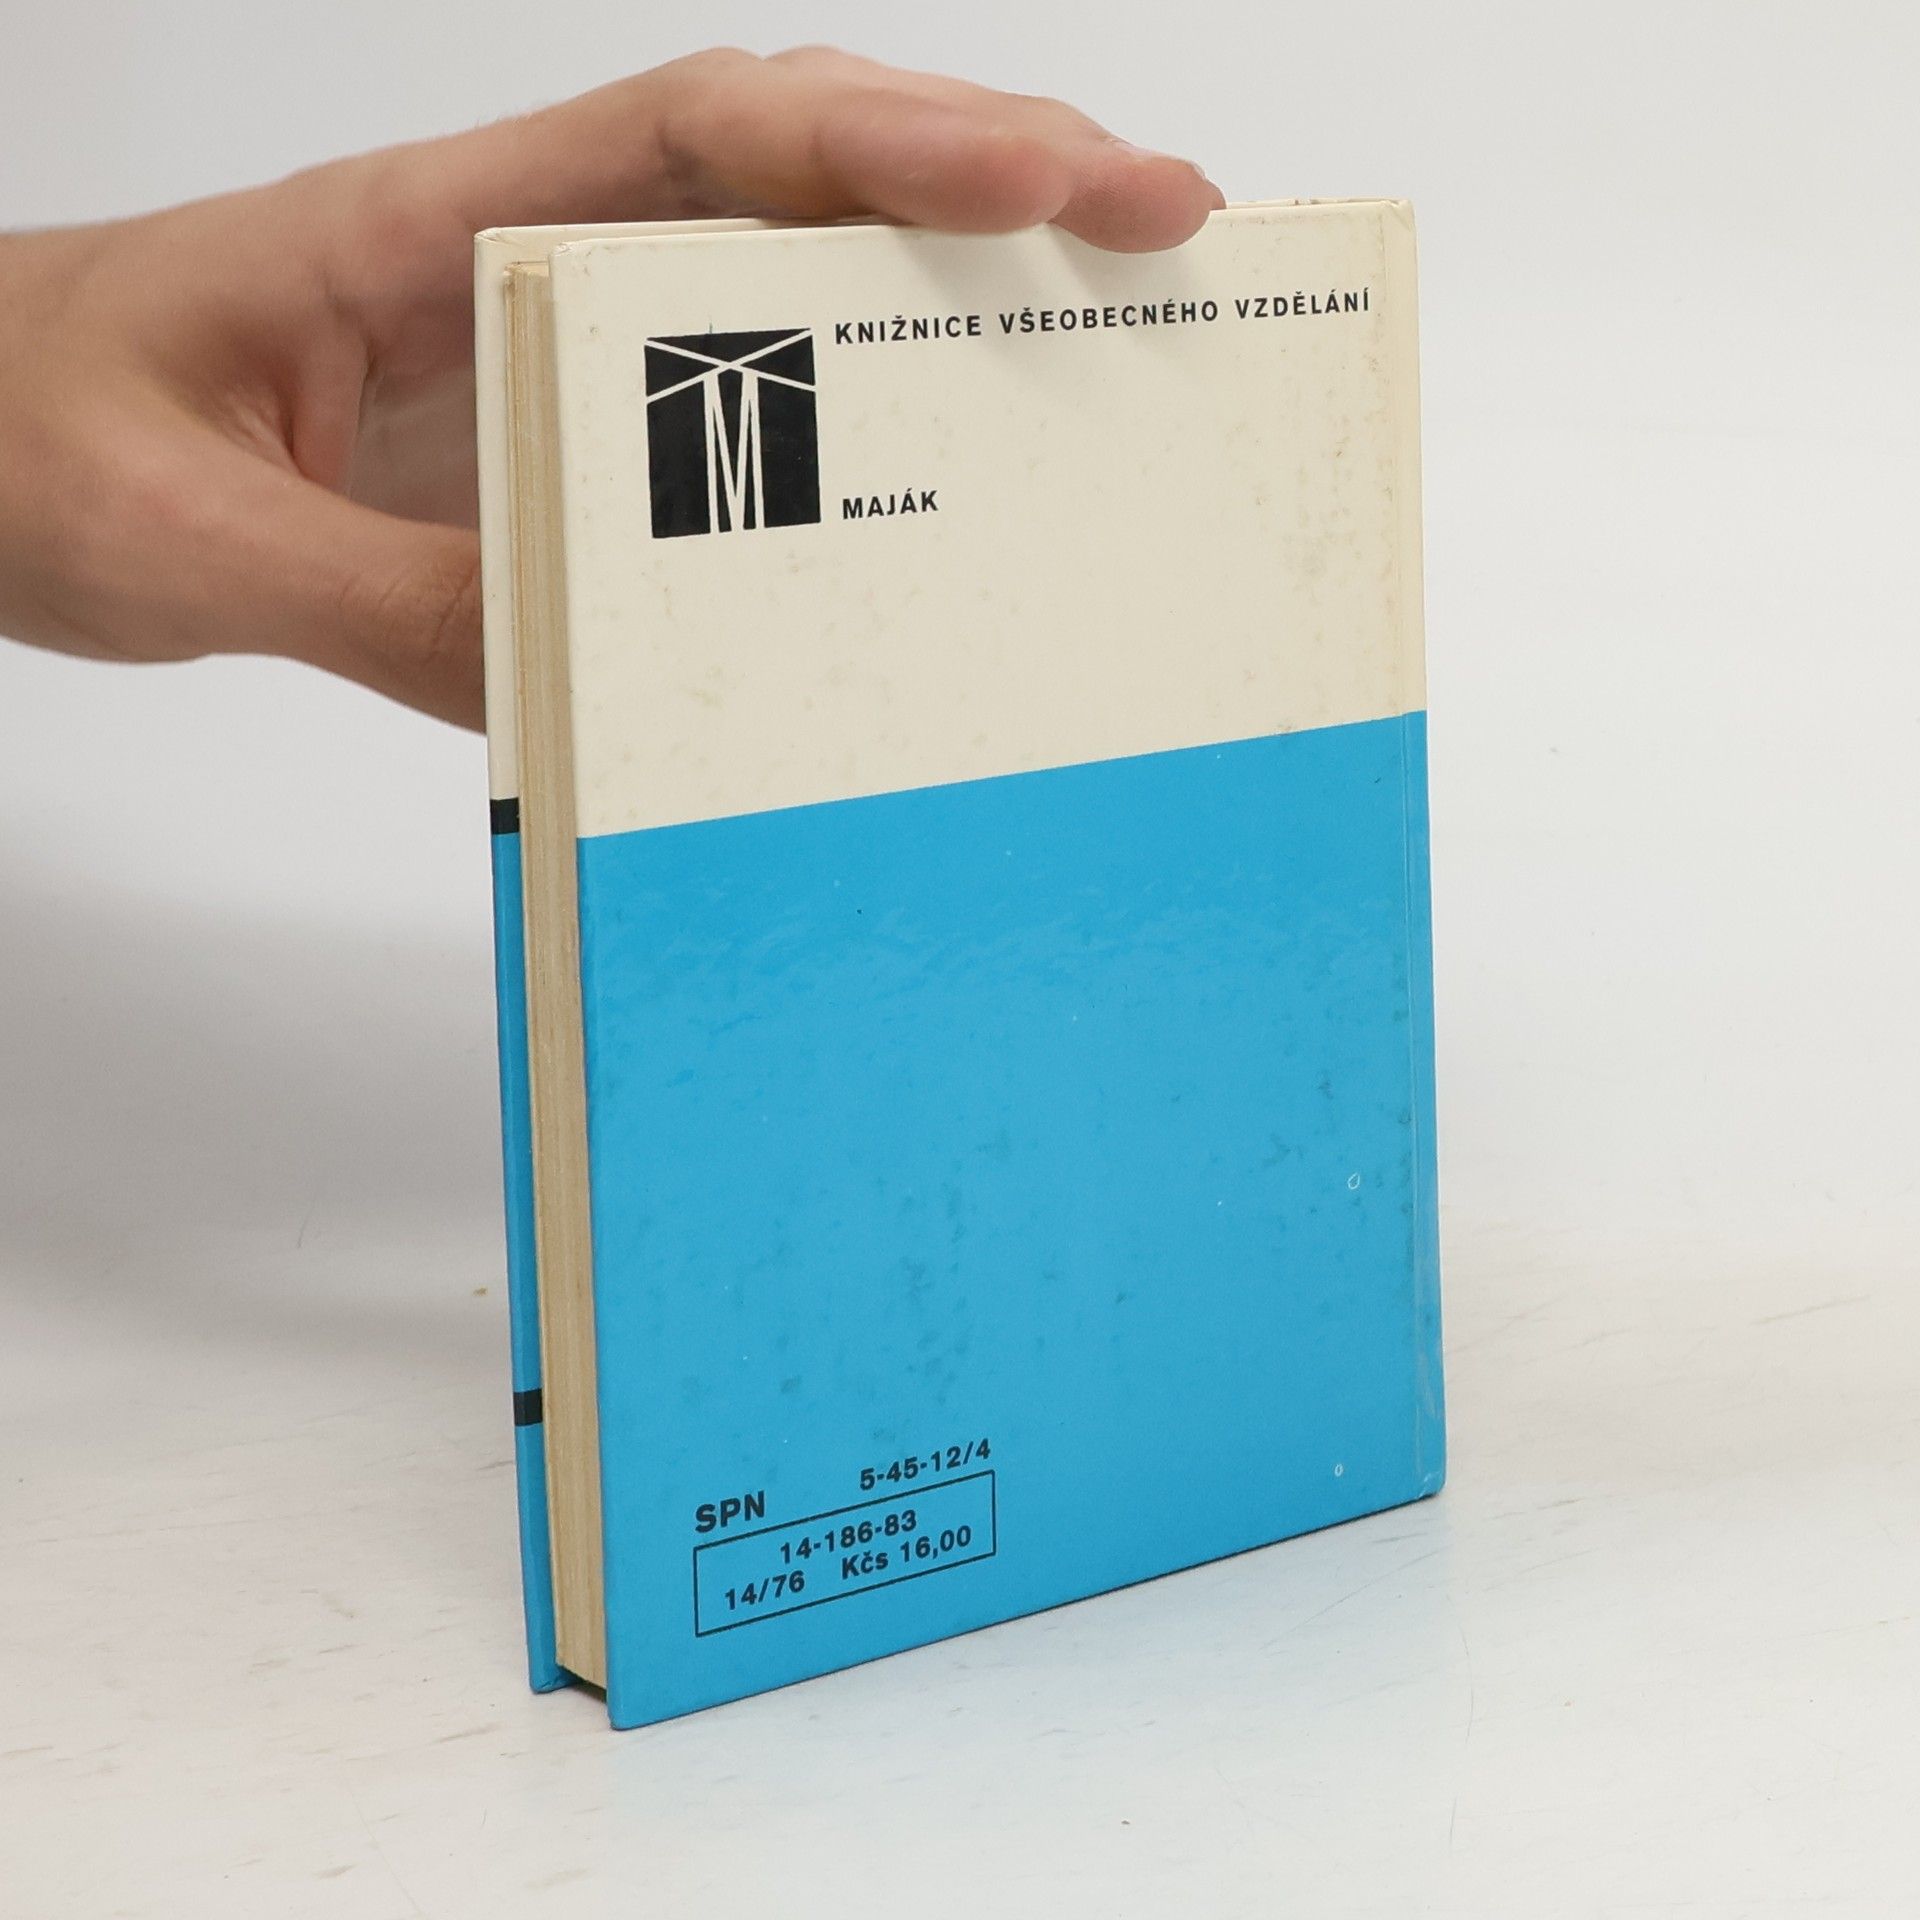 KNIŽNICE VŠEOBECNÉHO VZDĚLÁNÍ
MAJÁK
SPN 5-45-12/4
14-186-83
14/76 Kčs 16,00